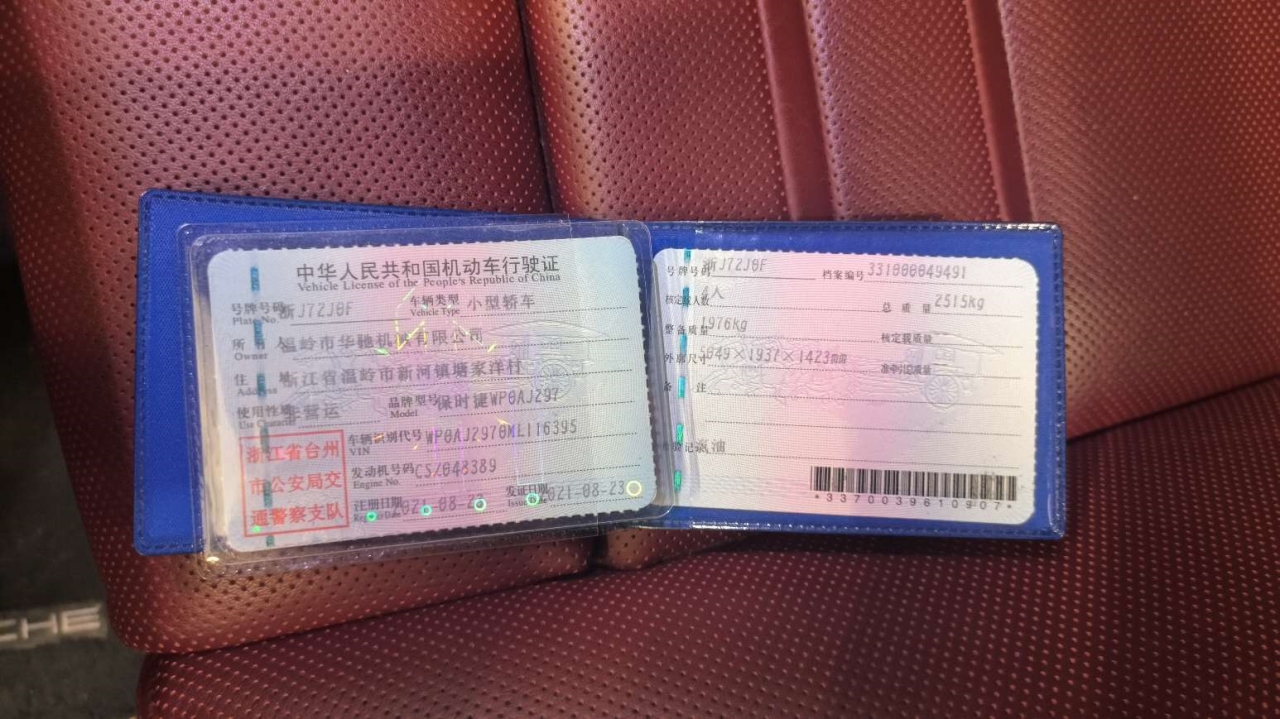 中华人民共和国机动车行驶证
Vehicle License of the People's Republic of China
号牌号码 浙J72J0F 车辆类型 小型轿车
Plate No. Vehicle Type
所有人 温岭市华驰机械有限公司
Owner
住址 浙江省温岭市新河镇塘家洋村
Address
使用性质 非营运 品牌型号 保时捷WP0AJ297
Use Character Model
浙江省台州
市公安局交
通警察支队
车辆识别代号 WP0AJ2970ML116395
VIN
发动机号码 CSZ043389
Engine No.
注册日期 2021-08-23 发证日期 2021-08-23
Register Date Issue Date
号牌号码 浙J72J0F 档案编号 331000049491
核定载人数 4人 总质量 2515kg
整备质量 1976kg 核定载质量
外廓尺寸 5049×1937×1423mm 准牵引总质量
备注
检验记录 汽油
*3370039610907*
CHE